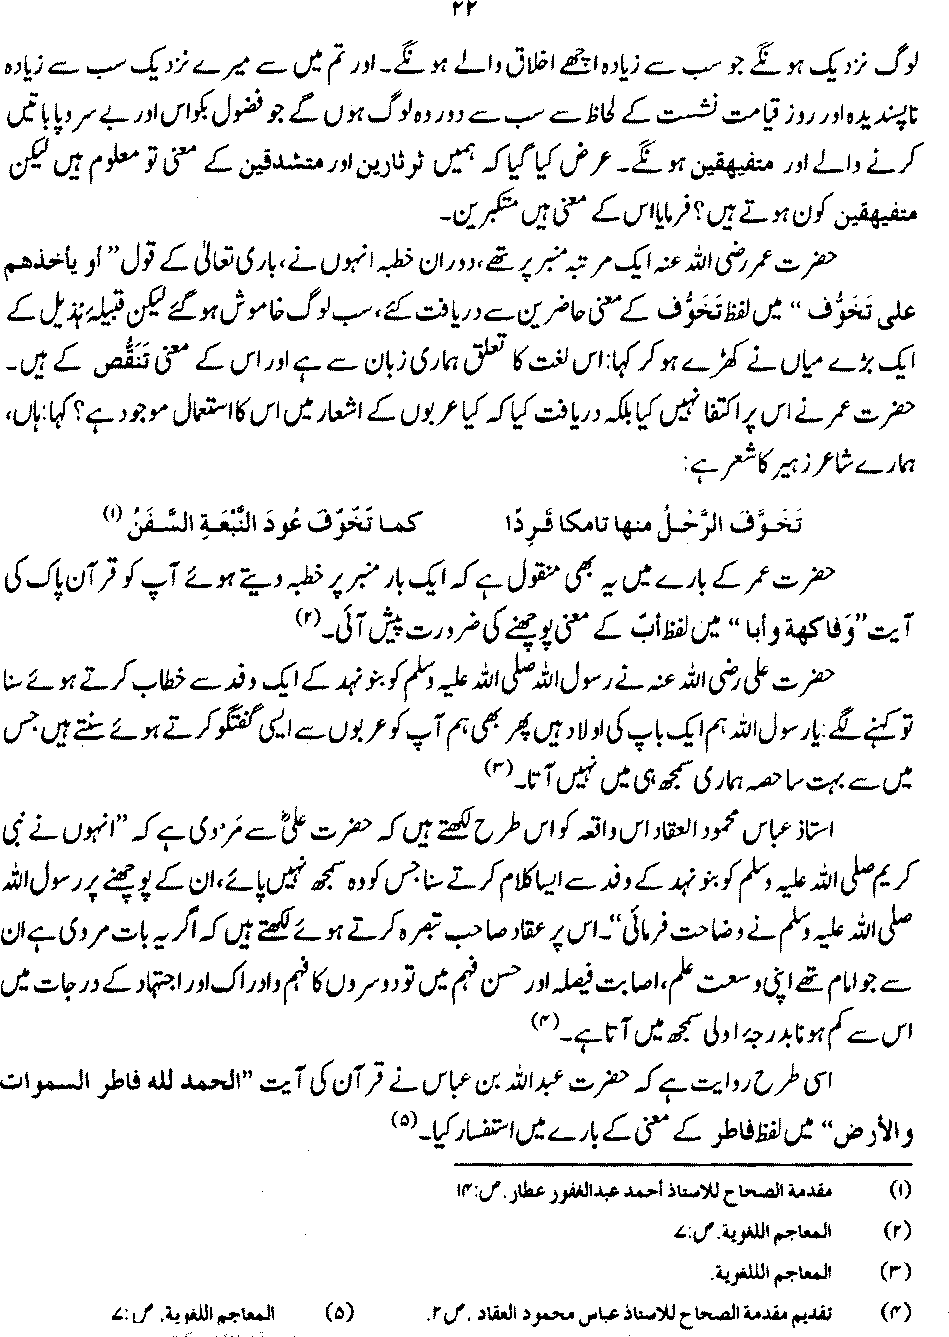 ۲۲
لوگ نزدیک ہونگے جو سب سے زیادہ اچھے اخلاق والے ہونگے۔ اور تم میں سے میرے نزدیک سب سے زیادہ
ناپسندیدہ اور روز قیامت نشست کے لحاظ سے سب سے دور وہ لوگ ہوں گے جو فضول بکواس اور بے سروپا باتیں
کرنے والے اور متفیھقین ہونگے۔ عرض کیا گیا کہ ہمیں ثرثارین اور متشدقین کے معنی تو معلوم ہیں لیکن
متفیھقین کون ہوتے ہیں؟ فرمایا اس کے معنی ہیں متکبرین۔
حضرت عمر رضی اللہ عنہ ایک مرتبہ منبر پر تھے، دوران خطبہ انہوں نے، باری تعالیٰ کے قول ”أو یأخذھم
علی تَخَوُّف“ میں لفظ تَخَوُّف کے معنی حاضرین سے دریافت کئے، سب لوگ خاموش ہوگئے لیکن قبیلۂ ہذیل کے
ایک بڑے میاں نے کھڑے ہوکر کہا: اس لغت کا تعلق ہماری زبان سے ہے اور اس کے معنی تَنَقُّص کے ہیں۔
حضرت عمر نے اس پر اکتفا نہیں کیا بلکہ دریافت کیا کہ کیا عربوں کے اشعار میں اس کا استعمال موجود ہے؟ کہا: ہاں،
ہمارے شاعر زہیر کا شعر ہے:
تَخَوَّفَ الرَّحْلُ منها تامكا قَرِدًا کما تَخَوّفَ عُودَ النَّبْعَةِ السَّفَنُ (۱)
حضرت عمر کے بارے میں یہ بھی منقول ہے کہ ایک بار منبر پر خطبہ دیتے ہوئے آپ کو قرآن پاک کی
آیت ”وَفاکھة وأبا“ میں لفظ أبّ کے معنی پوچھنے کی ضرورت پیش آئی۔ (۲)
حضرت علی رضی اللہ عنہ نے رسول اللہ صلی اللہ علیہ وسلم کو بنو نہد کے ایک وفد سے خطاب کرتے ہوئے سنا
تو کہنے لگے: یارسول اللہ ہم ایک باپ کی اولاد ہیں پھر بھی ہم آپ کو عربوں سے ایسی گفتگو کرتے ہوئے سنتے ہیں جس
میں سے بہت سا حصہ ہماری سمجھ ہی میں نہیں آتا۔ (۳)
استاذ عباس محمود العقاد اس واقعہ کو اس طرح لکھتے ہیں کہ حضرت علیؓ سے مروی ہے کہ ”انہوں نے نبی
کریم صلی اللہ علیہ وسلم کو بنو نہد کے وفد سے ایسا کلام کرتے سنا جس کو وہ سمجھ نہیں پائے، ان کے پوچھنے پر رسول اللہ
صلی اللہ علیہ وسلم نے وضاحت فرمائی“۔ اس پر عقاد صاحب تبصرہ کرتے ہوئے لکھتے ہیں کہ اگر یہ بات مروی ہے ان
سے جو امام تھے اپنی وسعت علم، اصابت فیصلہ اور حسن فہم میں تو دوسروں کا فہم وادراک اور اجتہاد کے درجات میں
اس سے کم ہونا بدرجۂ اولی سمجھ میں آتا ہے۔ (۴)
اسی طرح روایت ہے کہ حضرت عبداللہ بن عباس نے قرآن کی آیت ”الحمد لله فاطر السموات
والأرض“ میں لفظ فاطر کے معنی کے بارے میں استفسار کیا۔ (۵)
(۱) مقدمة الصحاح للاستاذ أحمد عبدالغفور عطار. ص:۱۴
(۲) المعاجم اللغوية. ص:۷
(۳) المعاجم الللغوية.
(۴) تقديم مقدمة الصحاح للاستاذ عباس محمود العقاد. ص۲. (۵) المعاجم اللغوية. ص:۷